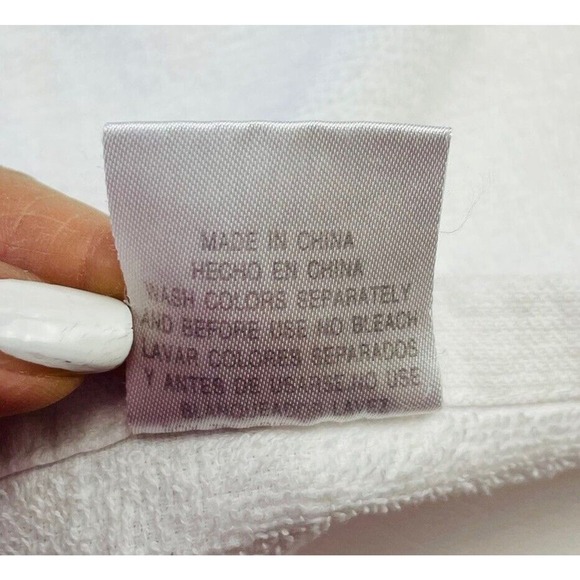 MADE IN CHINA
HECHO EN CHINA
WASH COLORS SEPARATELY
AND BEFORE USE NO BLEACH
LAVAR COLORES SEPARADOS
Y ANTES DE USARSE/NO USE